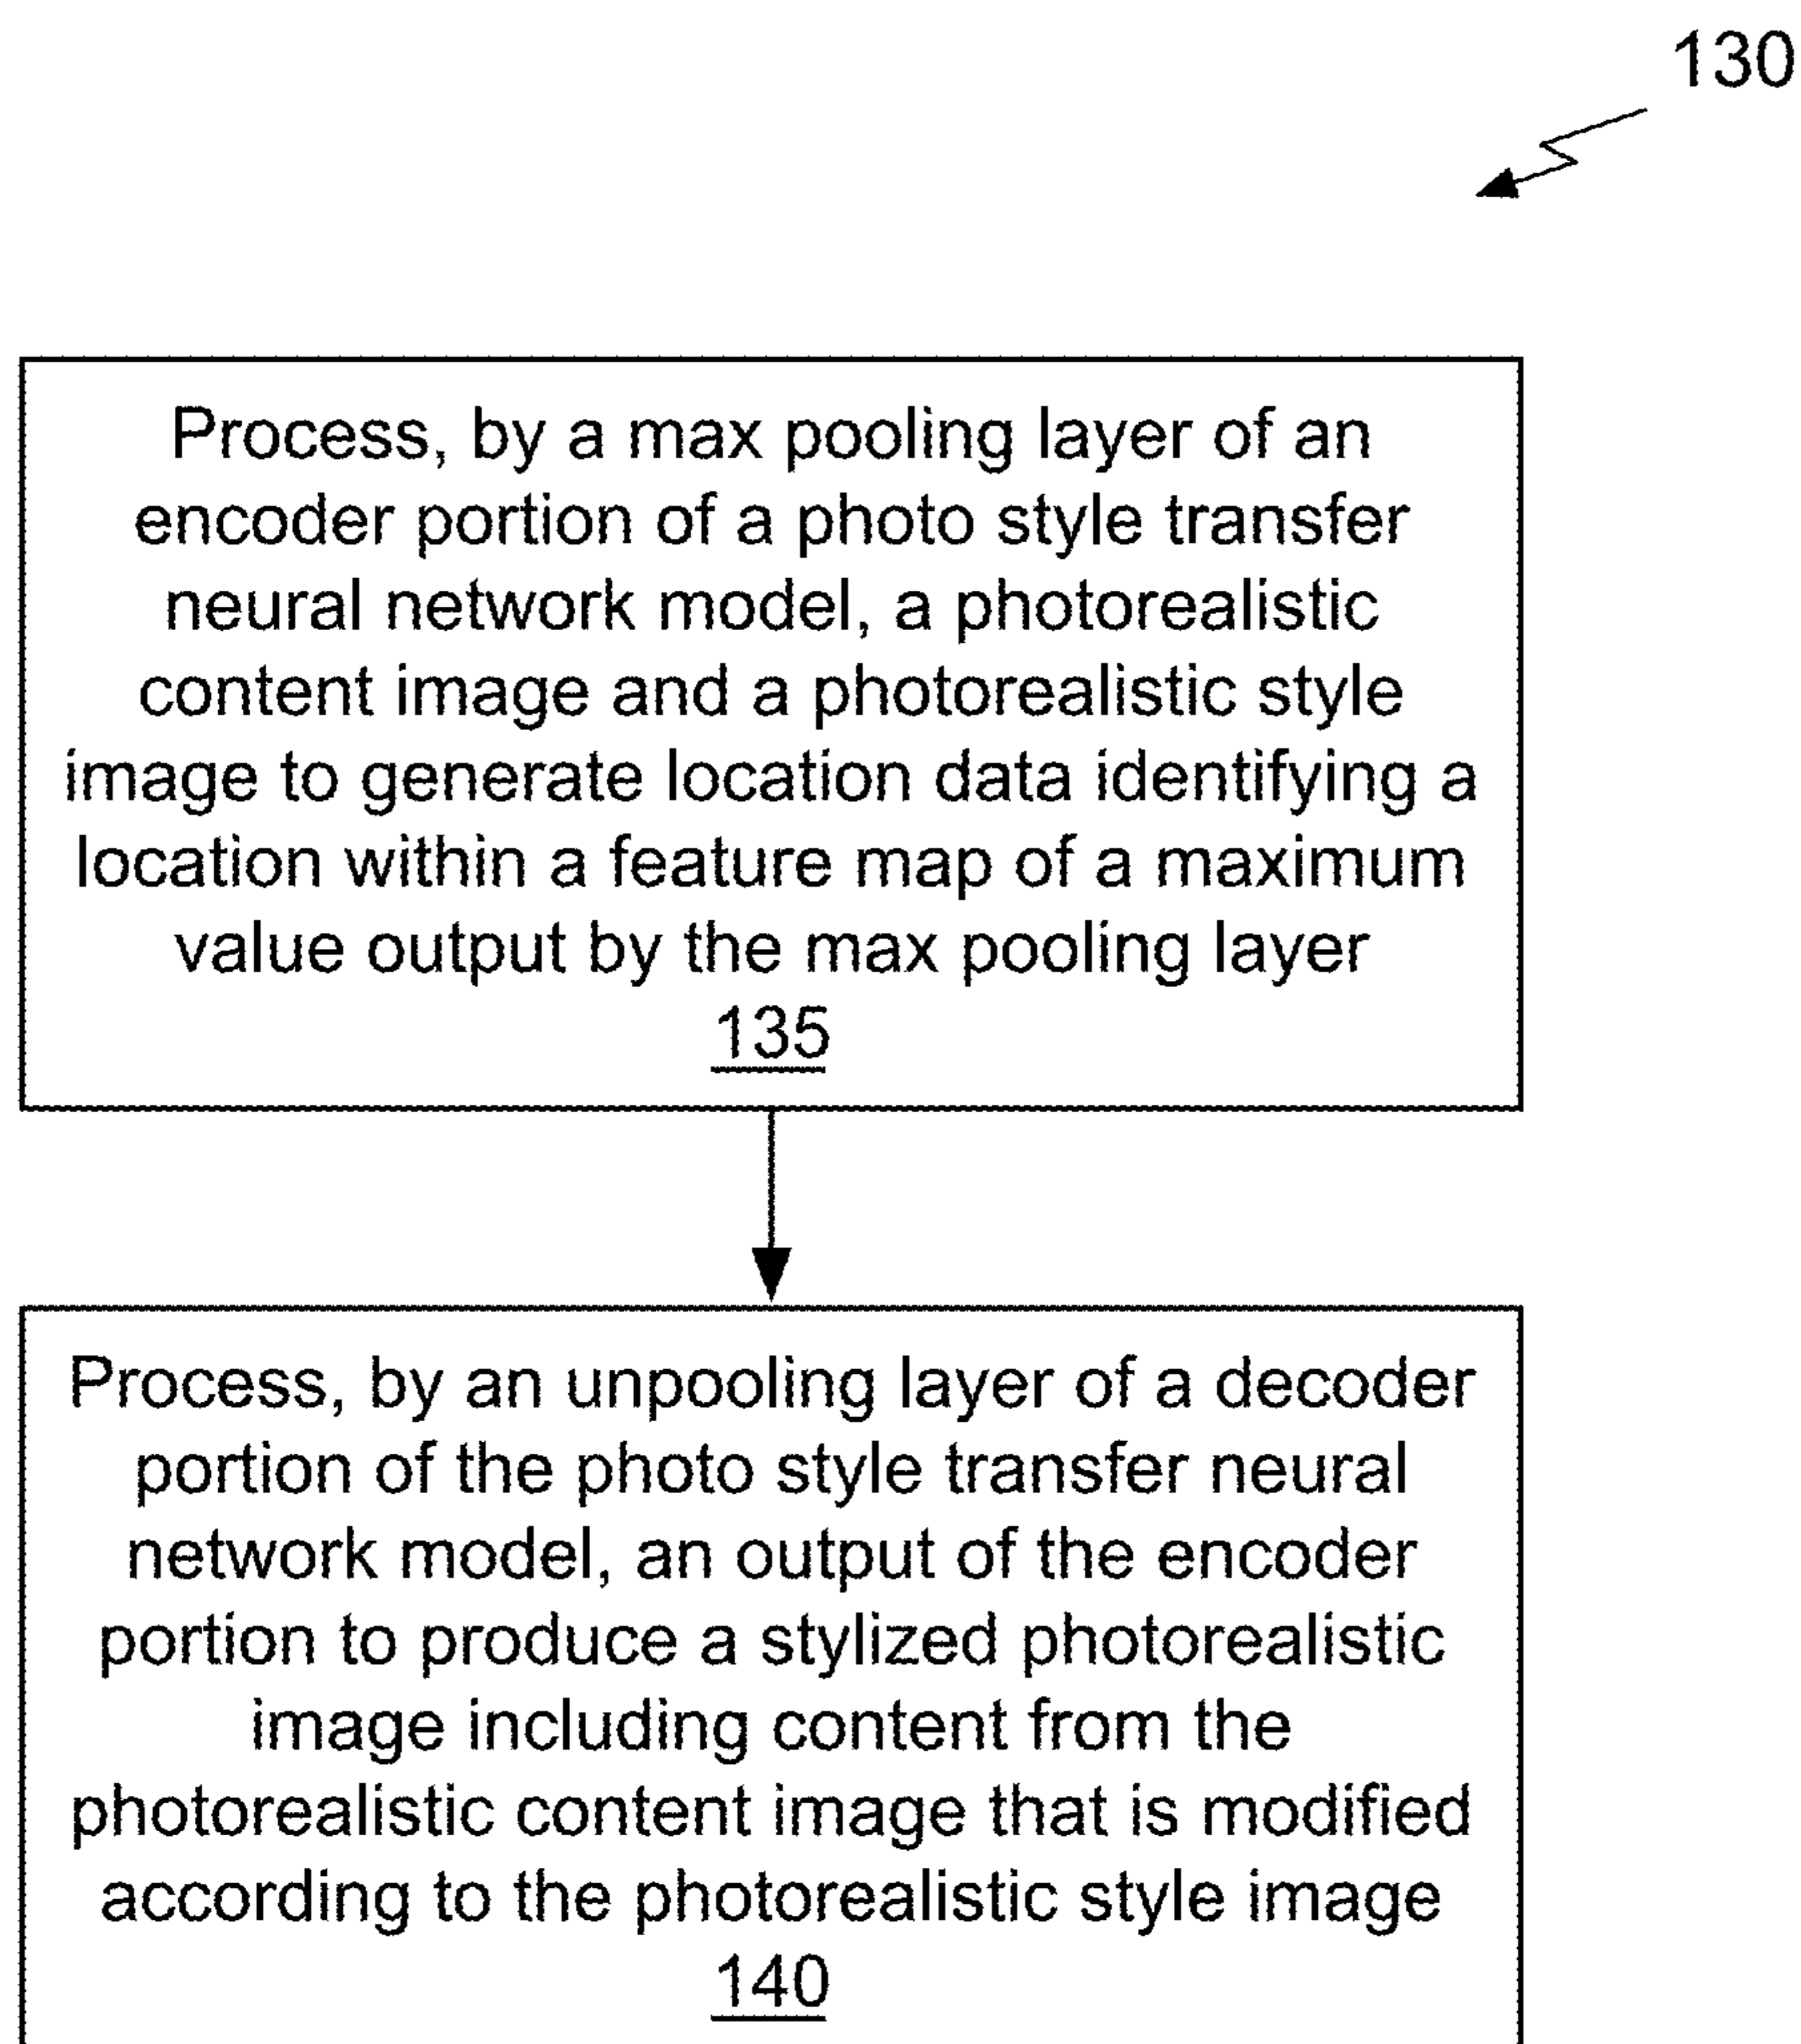 130
Process, by a max pooling layer of an
encoder portion of a photo style transfer
neural network model, a photorealistic
content image and a photorealistic style
image to generate location data identifying a
location within a feature map of a maximum
value output by the max pooling layer
135
Process, by an unpooling layer of a decoder
portion of the photo style transfer neural
network model, an output of the encoder
portion to produce a stylized photorealistic
image including content from the
photorealistic content image that is modified
according to the photorealistic style image
140